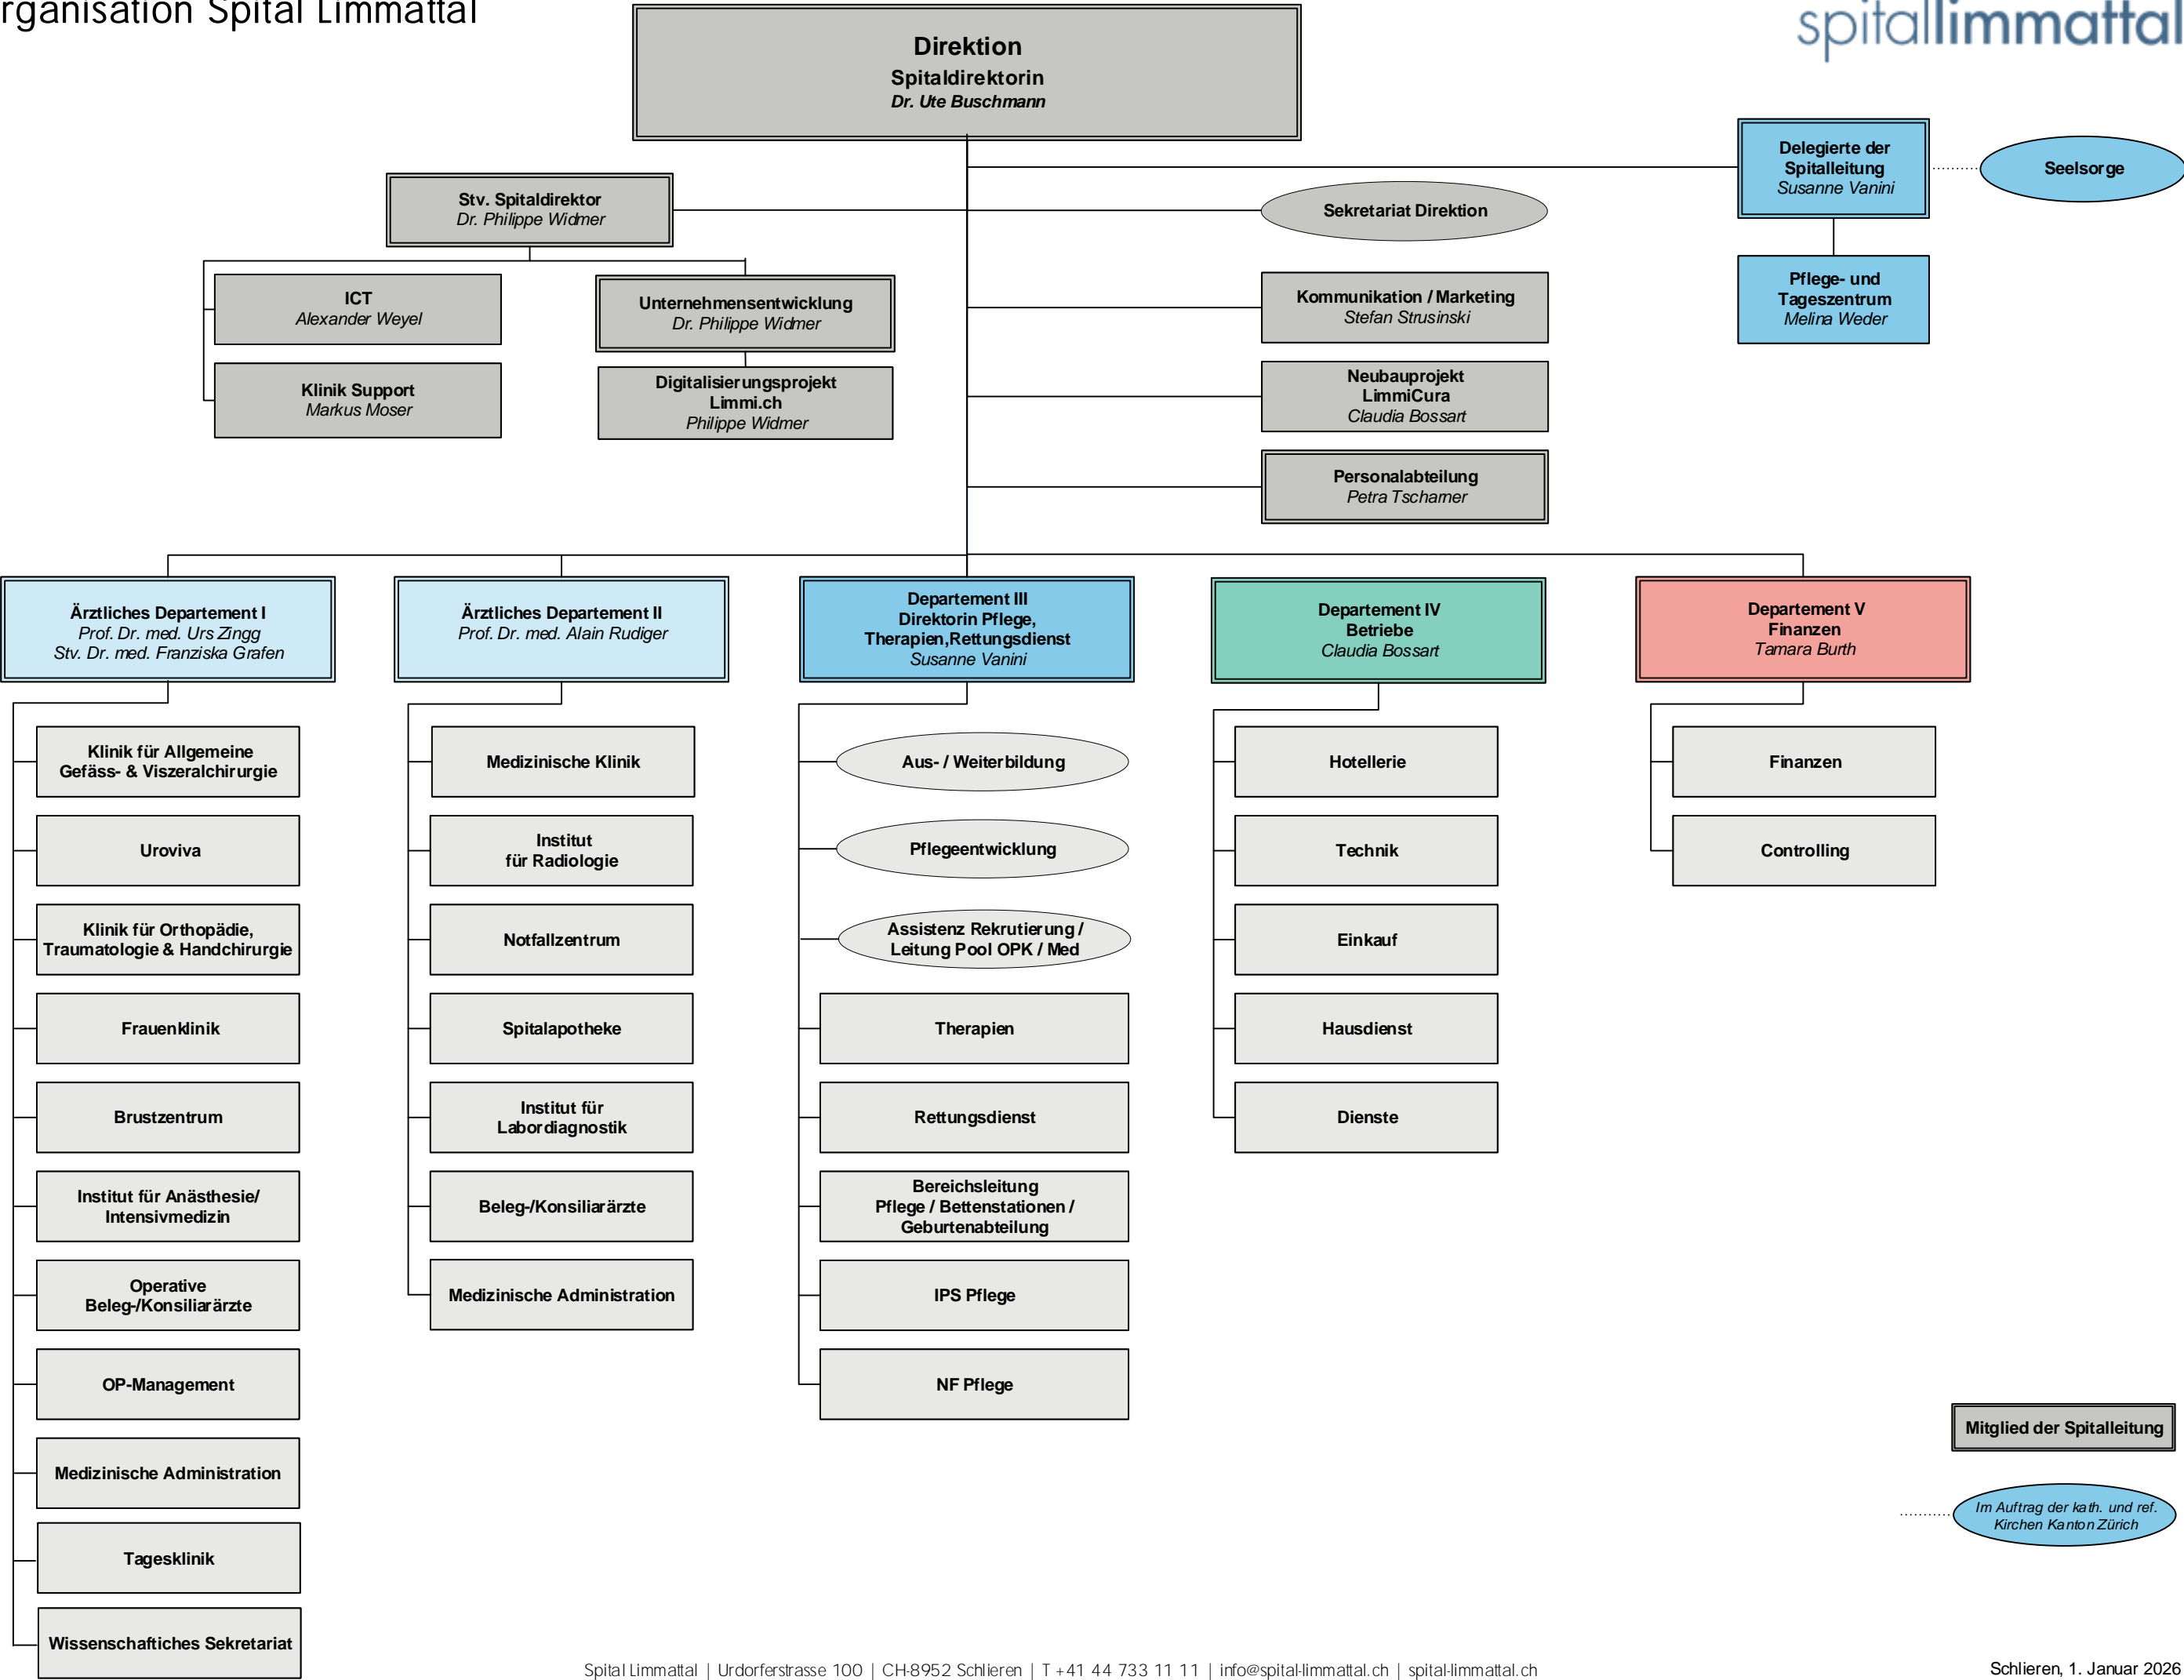 rganisation Spital Limmattal
spitallimmattal
Direktion
Spitaldirektorin
Dr. Ute Buschmann
Delegierte der
Spitalleitung
Susanne Vanini
Seelsorge
Stv. Spitaldirektor
Dr. Philippe Widmer
Sekretariat Direktion
ICT
Alexander Weyel
Unternehmensentwicklung
Dr. Philippe Widmer
Kommunikation / Marketing
Stefan Strusinski
Pflege- und
Tageszentrum
Melina Weder
Klinik Support
Markus Moser
Digitalisierungsprojekt
Limmi.ch
Philippe Widmer
Neubauprojekt
LimmiCura
Claudia Bossart
Personalabteilung
Petra Tscharner
Ärztliches Departement I
Prof. Dr. med. Urs Zingg
Stv. Dr. med. Franziska Grafen
Ärztliches Departement II
Prof. Dr. med. Alain Rudiger
Departement III
Direktorin Pflege,
Therapien,Rettungsdienst
Susanne Vanini
Departement IV
Betriebe
Claudia Bossart
Departement V
Finanzen
Tamara Burth
Klinik für Allgemeine
Gefäss- & Viszeralchirurgie
Uroviva
Klinik für Orthopädie,
Traumatologie & Handchirurgie
Frauenklinik
Brustzentrum
Institut für Anästhesie/
Intensivmedizin
Operative
Beleg-/Konsiliarärzte
OP-Management
Medizinische Administration
Tagesklinik
Wissenschaftiches Sekretariat
Medizinische Klinik
Institut
für Radiologie
Notfallzentrum
Spitalapotheke
Institut für
Labordiagnostik
Beleg-/Konsiliarärzte
Medizinische Administration
Aus- / Weiterbildung
Pflegeentwicklung
Assistenz Rekrutierung /
Leitung Pool OPK / Med
Therapien
Rettungsdienst
Bereichsleitung
Pflege / Bettenstationen /
Geburtenabteilung
IPS Pflege
NF Pflege
Hotellerie
Technik
Einkauf
Hausdienst
Dienste
Finanzen
Controlling
Mitglied der Spitalleitung
Im Auftrag der kath. und ref.
Kirchen Kanton Zürich
Spital Limmattal | Urdorferstrasse 100 | CH-8952 Schlieren | T +41 44 733 11 11 | info@spital-limmattal.ch | spital-limmattal.ch
Schlieren, 1. Januar 2026